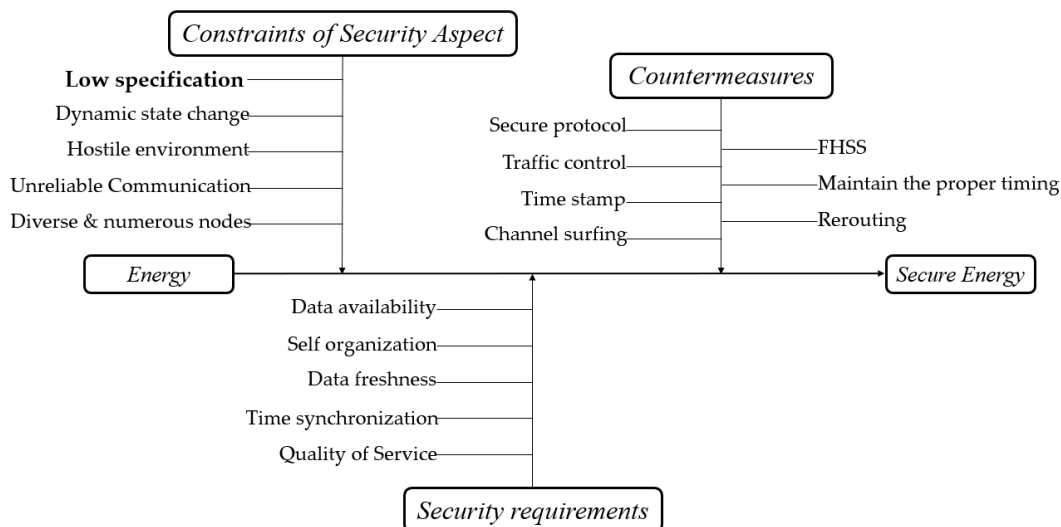 Constraints of Security Aspect
Low specification
Dynamic state change
Hostile environment
Unreliable Communication
Diverse & numerous nodes
Countermeasures
Secure protocol
Traffic control
Time stamp
Channel surfing
FHSS
Maintain the proper timing
Rerouting
Energy
Secure Energy
Data availability
Self organization
Data freshness
Time synchronization
Quality of Service
Security requirements